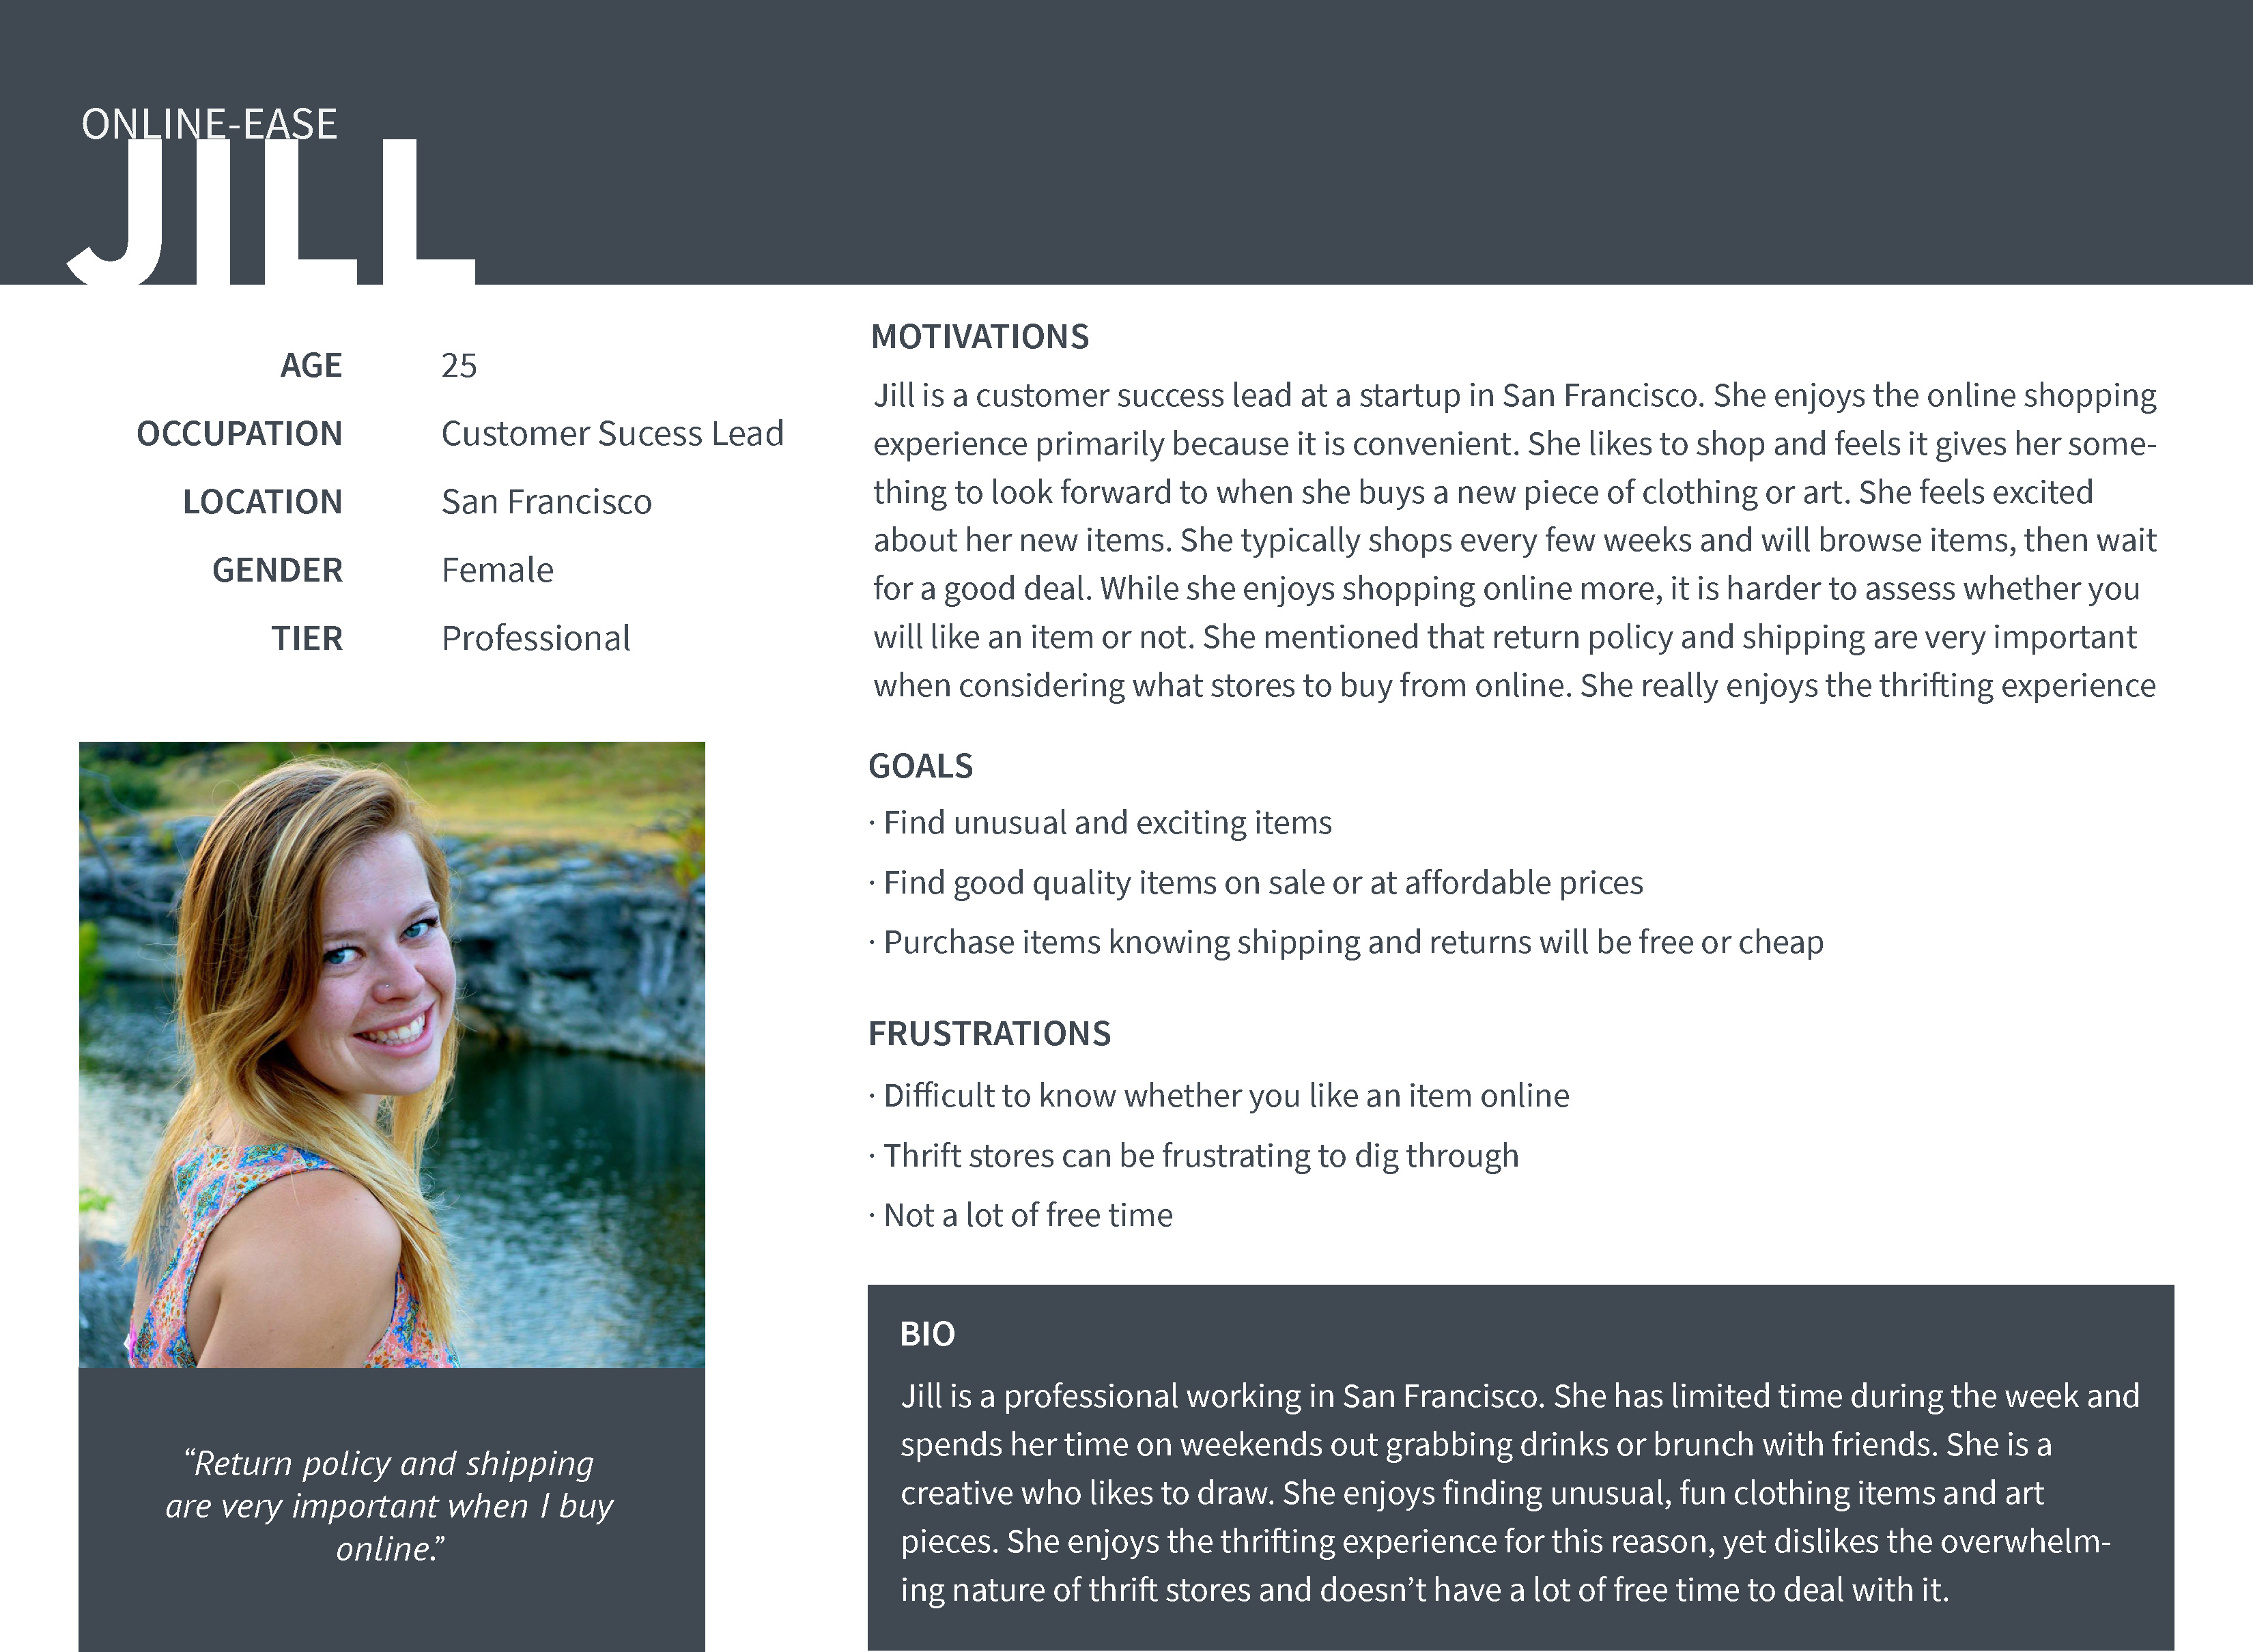 ONLINE-EASE
JILL
AGE 25
OCCUPATION Customer Sucess Lead
LOCATION San Francisco
GENDER Female
TIER Professional
“Return policy and shipping
are very important when I buy
online.”
MOTIVATIONS
Jill is a customer success lead at a startup in San Francisco. She enjoys the online shopping
experience primarily because it is convenient. She likes to shop and feels it gives her some-
thing to look forward to when she buys a new piece of clothing or art. She feels excited
about her new items. She typically shops every few weeks and will browse items, then wait
for a good deal. While she enjoys shopping online more, it is harder to assess whether you
will like an item or not. She mentioned that return policy and shipping are very important
when considering what stores to buy from online. She really enjoys the thrifting experience
GOALS
· Find unusual and exciting items
· Find good quality items on sale or at affordable prices
· Purchase items knowing shipping and returns will be free or cheap
FRUSTRATIONS
· Difficult to know whether you like an item online
· Thrift stores can be frustrating to dig through
· Not a lot of free time
BIO
Jill is a professional working in San Francisco. She has limited time during the week and
spends her time on weekends out grabbing drinks or brunch with friends. She is a
creative who likes to draw. She enjoys finding unusual, fun clothing items and art
pieces. She enjoys the thrifting experience for this reason, yet dislikes the overwhelm-
ing nature of thrift stores and doesn’t have a lot of free time to deal with it.